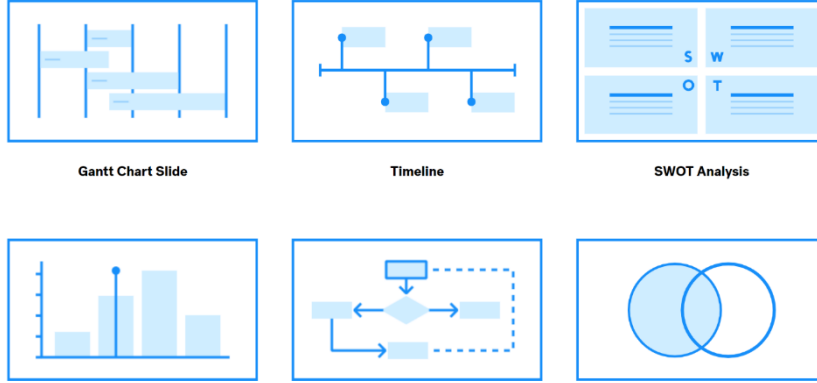 S W
O T
Gantt Chart Slide
Timeline
SWOT Analysis